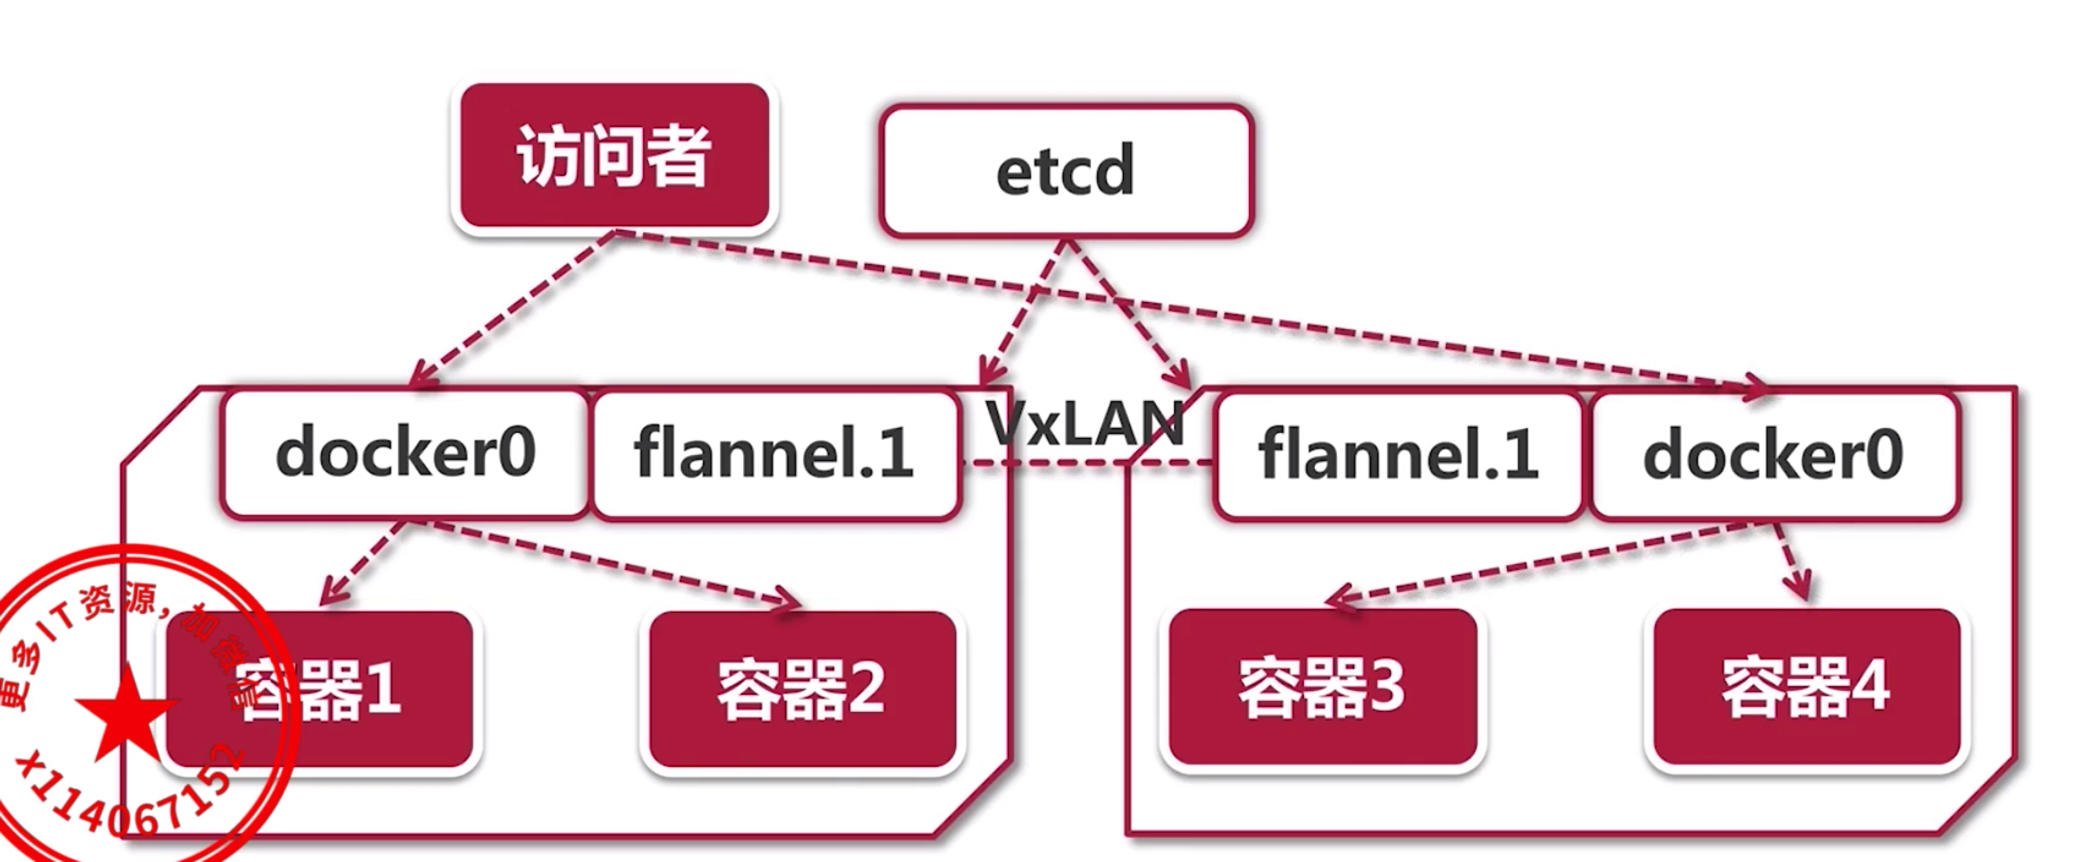 访问者
etcd
VxLAN
docker0
flannel.1
flannel.1
docker0
容器1
容器2
容器3
容器4
更多IT资源,加微信
x114067152